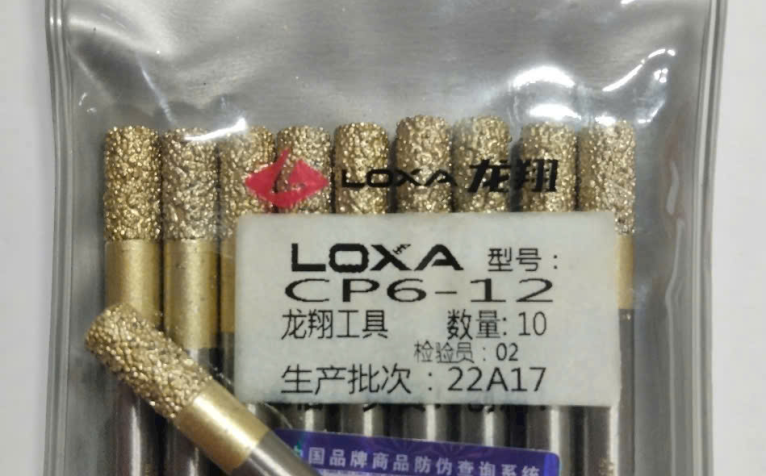 LOXA 龙翔
LOXA 型号:
CP6-12
龙翔工具 数量: 10
检验员: 02
生产批次: 22A17
中国品牌商品防伪查询系统